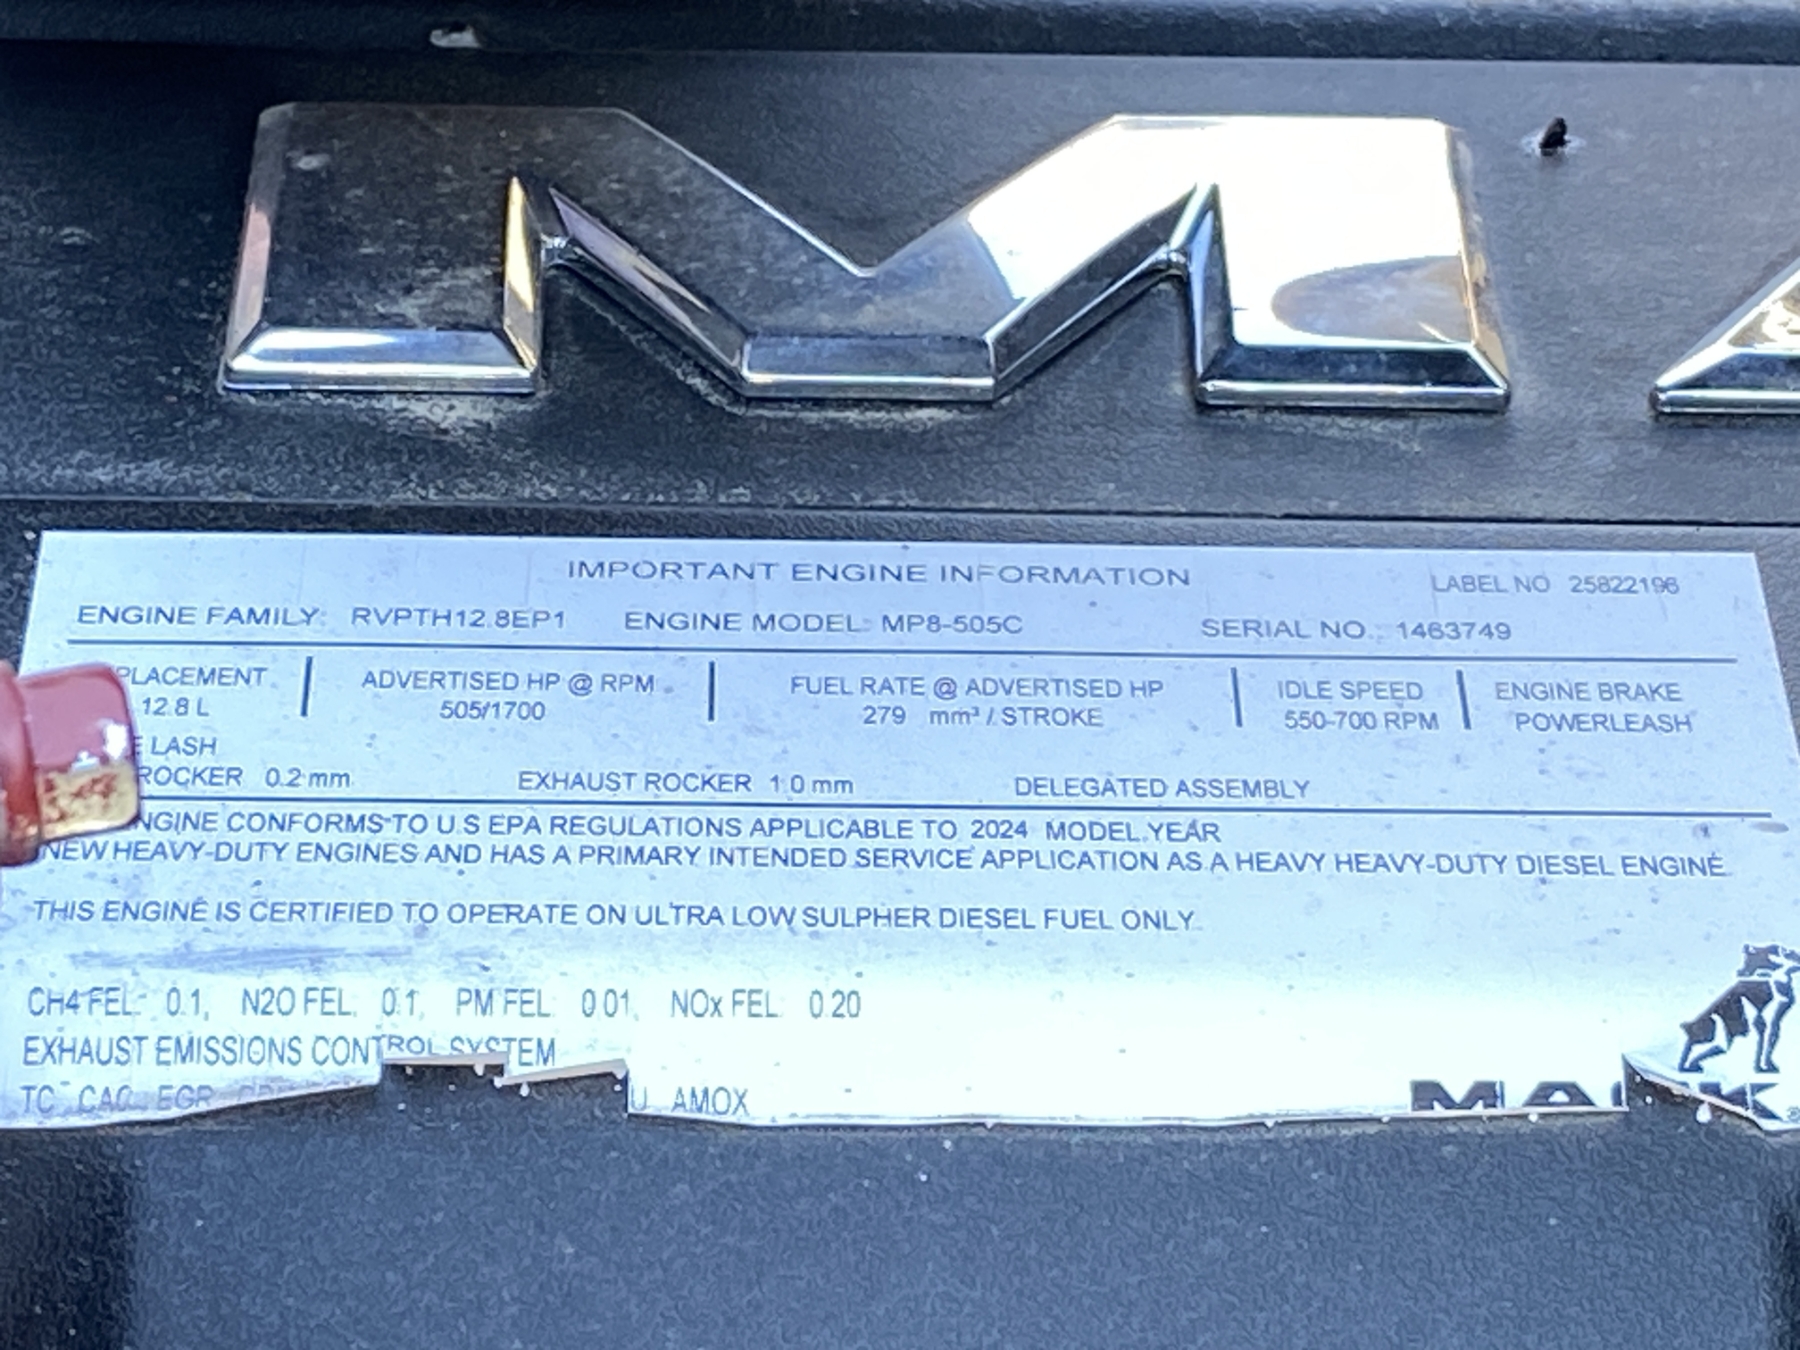 M
IMPORTANT ENGINE INFORMATION
LABEL NO 25822196
ENGINE FAMILY: RVPTH12.8EP1 ENGINE MODEL: MP8-505C SERIAL NO. 1463749
PLACEMENT ADVERTISED HP @ RPM FUEL RATE @ ADVERTISED HP IDLE SPEED ENGINE BRAKE
12.8 L 505/1700 279 mm³ / STROKE 550-700 RPM POWERLEASH
E LASH
ROCKER 0.2 mm EXHAUST ROCKER 1.0 mm DELEGATED ASSEMBLY
NGINE CONFORMS TO U.S EPA REGULATIONS APPLICABLE TO 2024 MODEL YEAR
NEW HEAVY-DUTY ENGINES AND HAS A PRIMARY INTENDED SERVICE APPLICATION AS A HEAVY HEAVY-DUTY DIESEL ENGINE.
THIS ENGINE IS CERTIFIED TO OPERATE ON ULTRA LOW SULPHER DIESEL FUEL ONLY.
CH4 FEL: 0.1, N2O FEL: 0.1, PM FEL: 0.01, NOx FEL: 0.20
EXHAUST EMISSIONS CONTROL SYSTEM
TC CAC EGR U AMOX
MACK®